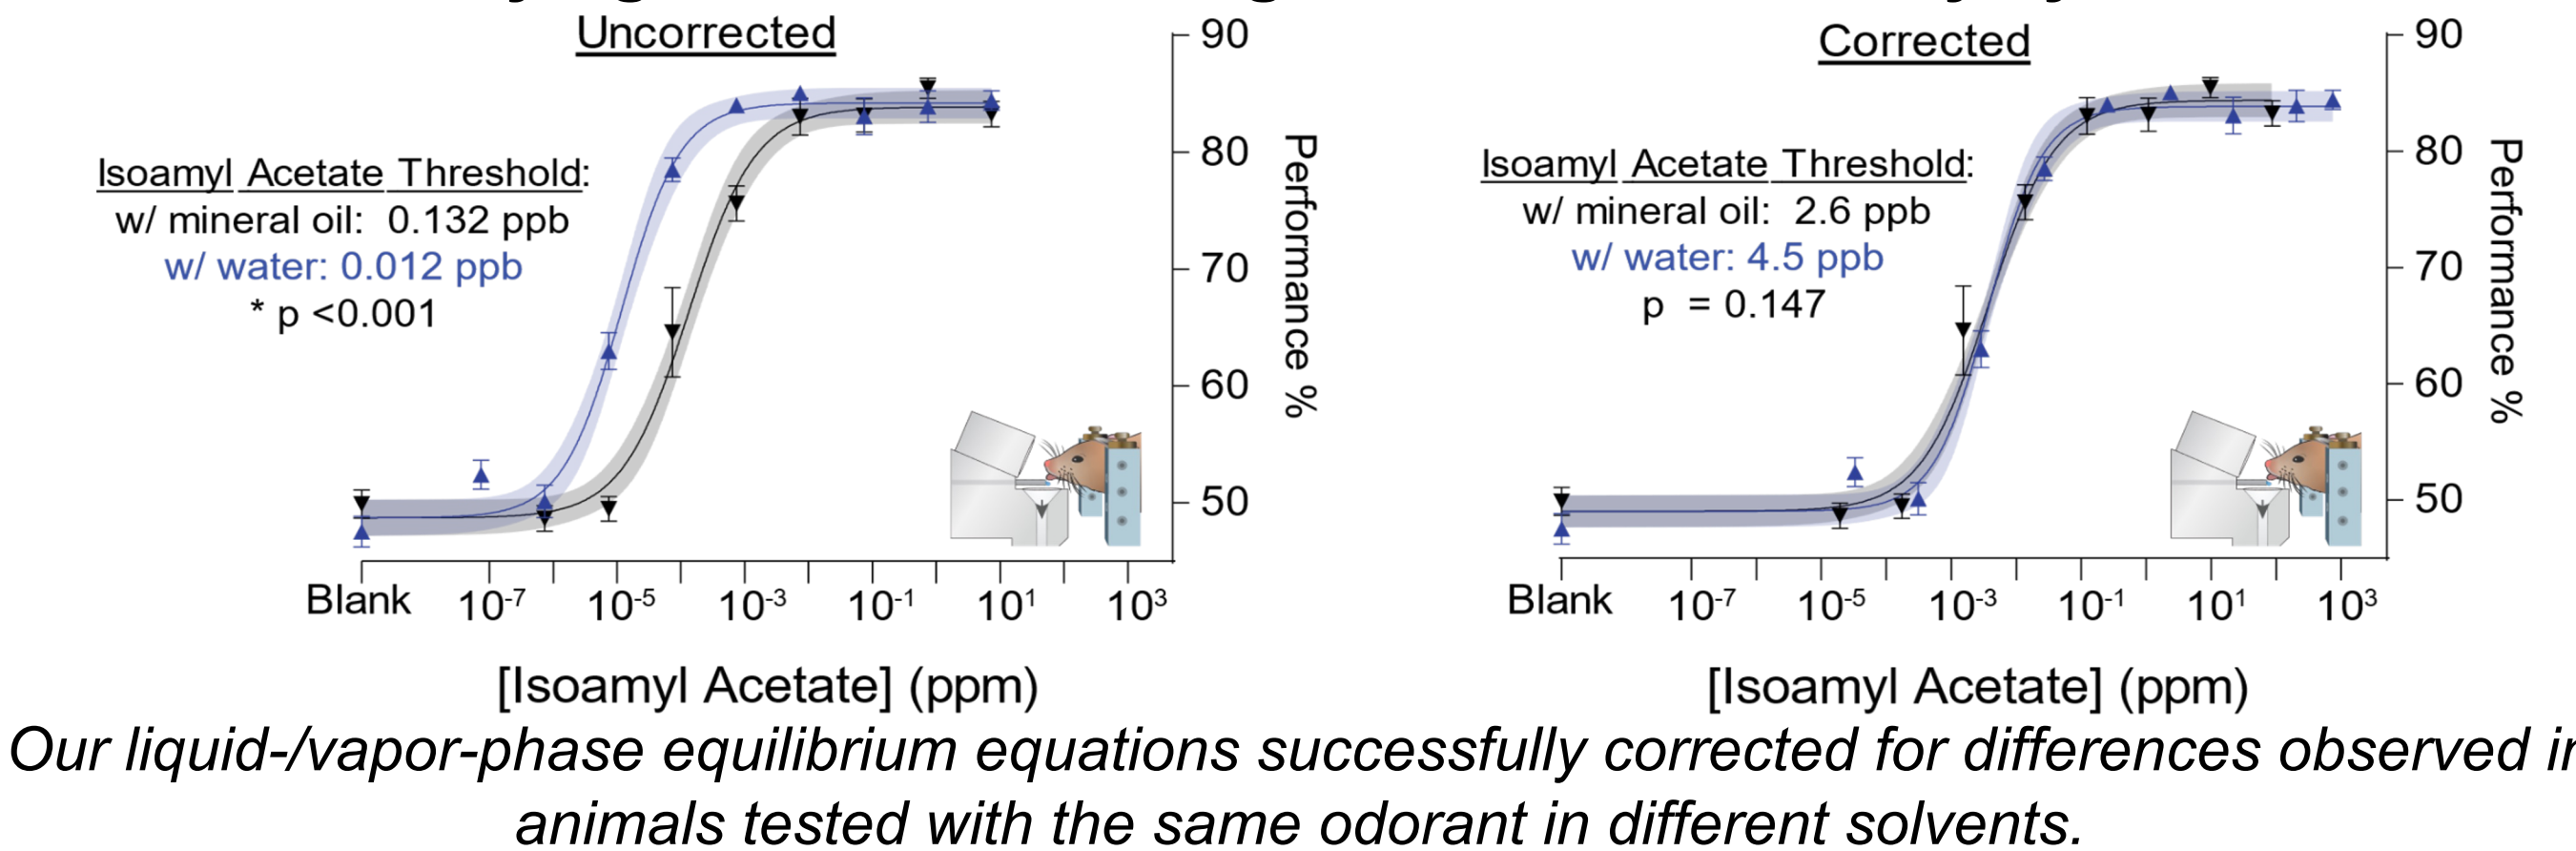 Uncorrected
Isoamyl Acetate Threshold:
w/ mineral oil: 0.132 ppb
w/ water: 0.012 ppb
* p <0.001
90
80
70
60
50
Performance %
Blank 10-7 10-5 10-3 10-1 101 103
[Isoamyl Acetate] (ppm)
Corrected
Isoamyl Acetate Threshold:
w/ mineral oil: 2.6 ppb
w/ water: 4.5 ppb
p = 0.147
90
80
70
60
50
Performance %
Blank 10-7 10-5 10-3 10-1 101 103
[Isoamyl Acetate] (ppm)
Our liquid-/vapor-phase equilibrium equations successfully corrected for differences observed in
animals tested with the same odorant in different solvents.